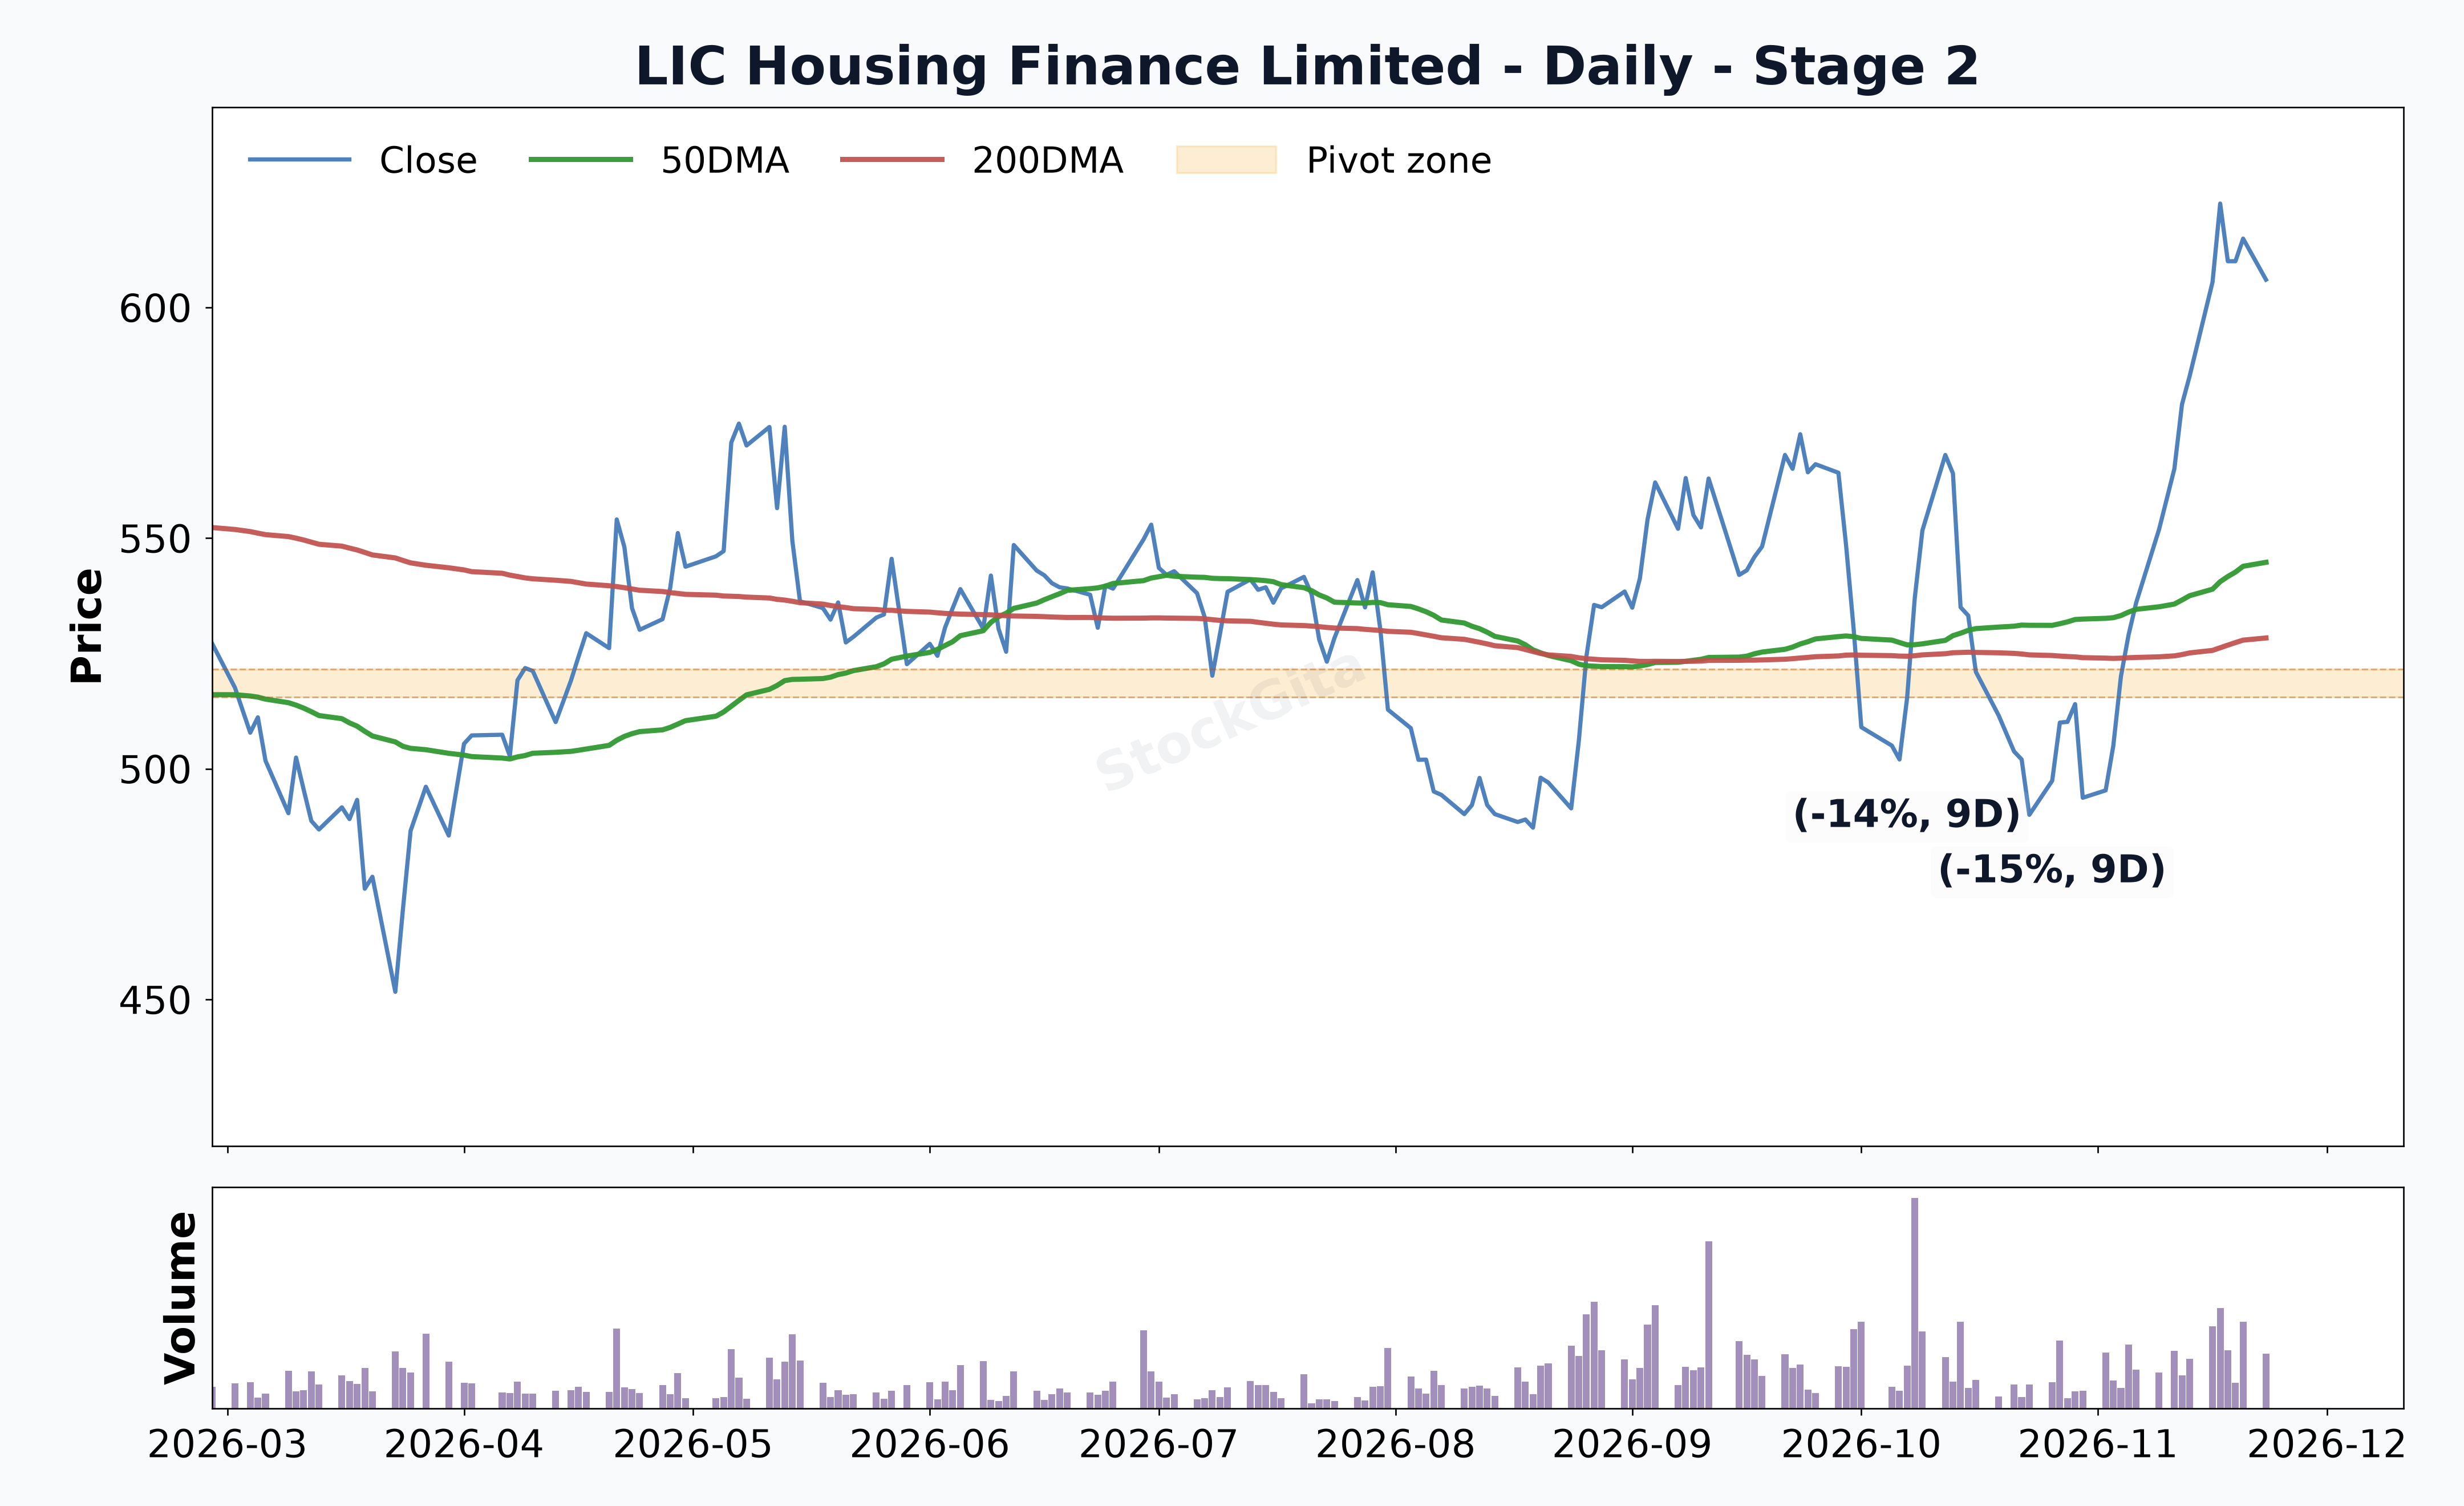 LIC Housing Finance Limited - Daily - Stage 2
Close 50DMA 200DMA Pivot zone
600
550
500
450
Price
StockGita
(-14%, 9D)
(-15%, 9D)
Volume
2026-03 2026-04 2026-05 2026-06 2026-07 2026-08 2026-09 2026-10 2026-11 2026-12